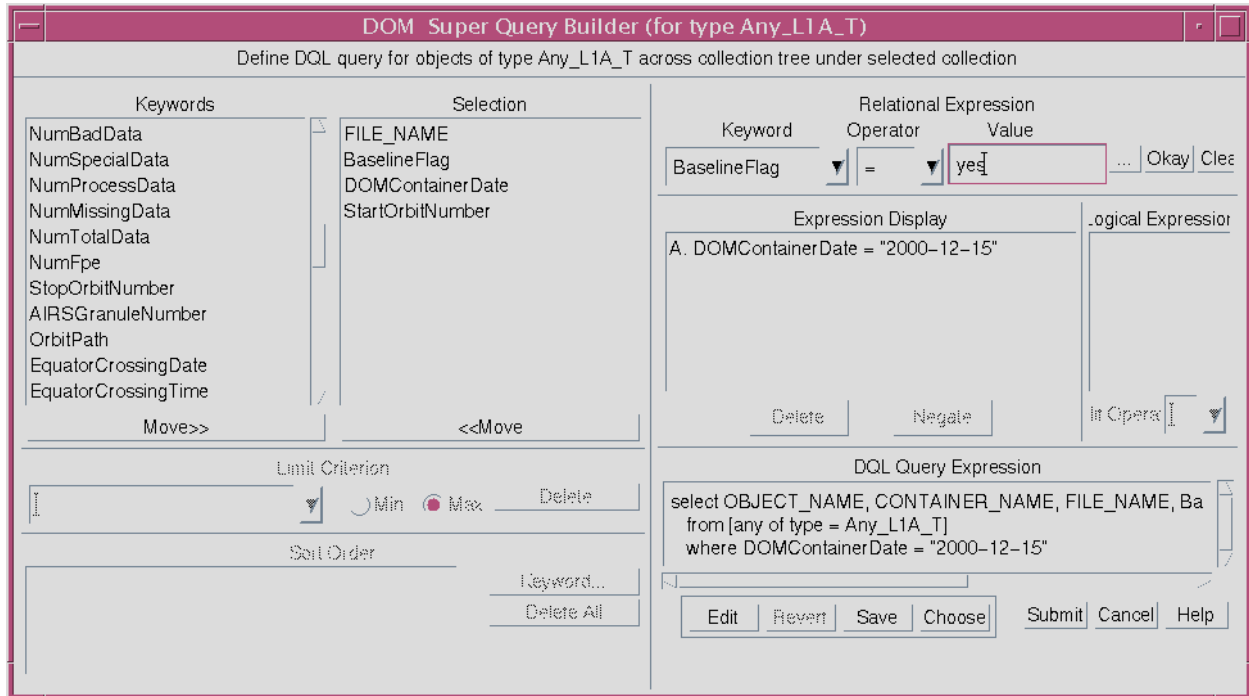 DOM Super Query Builder (for type Any_L1A_T)
Define DQL query for objects of type Any_L1A_T across collection tree under selected collection
Keywords
NumBadData
NumSpecialData
NumProcessData
NumMissingData
NumTotalData
NumFpe
StopOrbitNumber
AIRSGranuleNumber
OrbitPath
EquatorCrossingDate
EquatorCrossingTime
Move>>
Selection
FILE_NAME
BaselineFlag
DOMContainerDate
StartOrbitNumber
<<Move
Limit Criterion
Min Max Delete
Sort Order
Keyword...
Delete All
Relational Expression
Keyword Operator Value
BaselineFlag = yes ... Okay Clea
Expression Display
A. DOMContainerDate = "2000-12-15"
Delete Negate
ogical Expression
DQL Query Expression
select OBJECT_NAME, CONTAINER_NAME, FILE_NAME, Ba
from [any of type = Any_L1A_T]
where DOMContainerDate = "2000-12-15"
Edit Revert Save Choose Submit Cancel Help